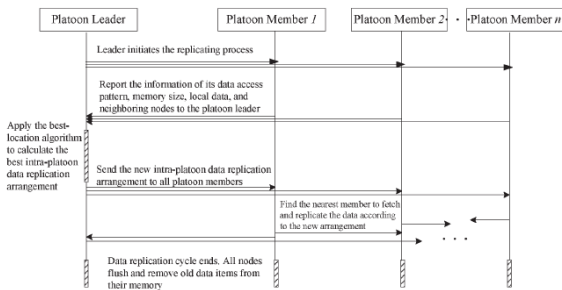 Platoon Leader
Platoon Member 1
Platoon Member 2
Platoon Member n
Leader initiates the replicating process
Report the information of its data access
pattern, memory size, local data, and
neighboring nodes to the platoon leader
Apply the best-
location algorithm
to calculate the
best intra-platoon
data replication
arrangement
Send the new intra-platoon data replication
arrangement to all platoon members
Find the nearest member to fetch
and replicate the data according
to the new arrangement
Data replication cycle ends. All nodes
flush and remove old data items from
their memory